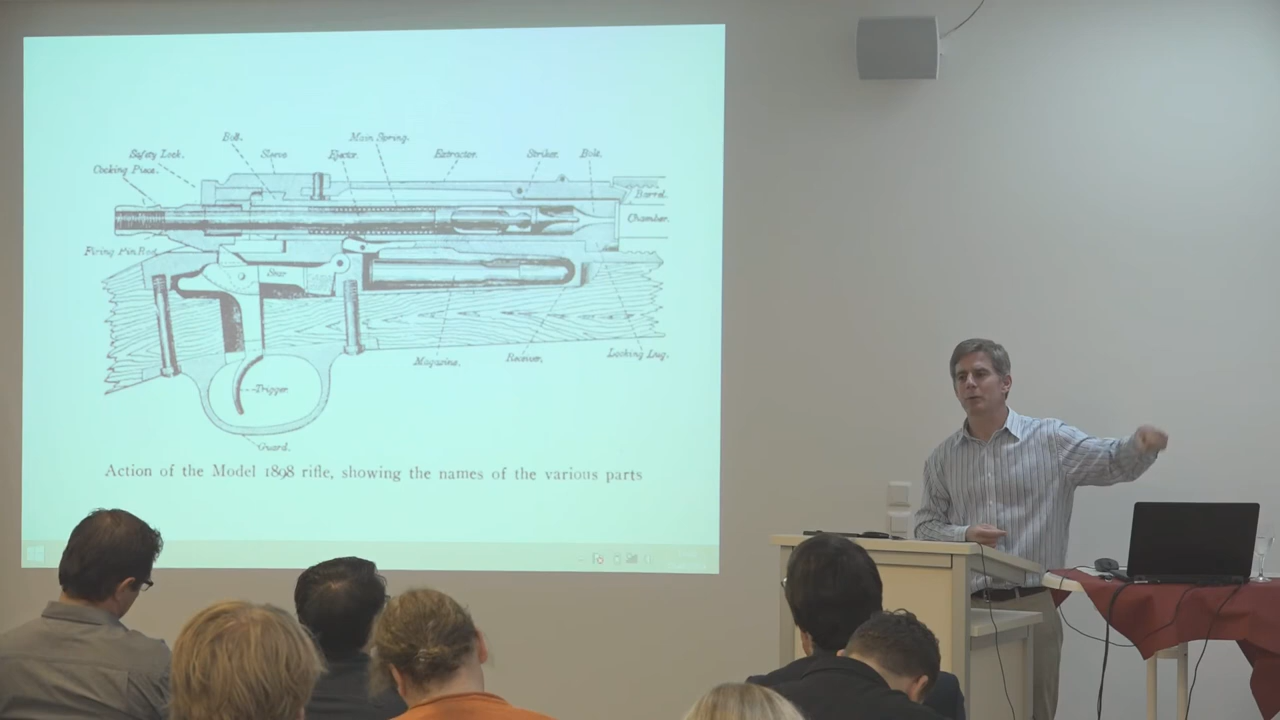 Bolt. Main Spring.
Safety Lock. Sleeve Ejector. Extractor. Striker. Bolt.
Cocking Piece.
Barrel.
Chamber.
Firing Pin Rod
Sear
Magazine. Receiver. Locking Lug.
Trigger.
Guard.
Action of the Model 1898 rifle, showing the names of the various parts